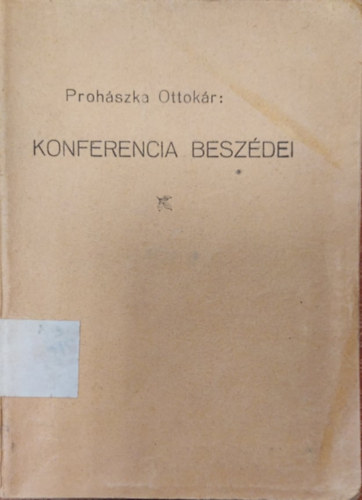 Prohászka Ottokár:
KONFERENCIA BESZÉDEI